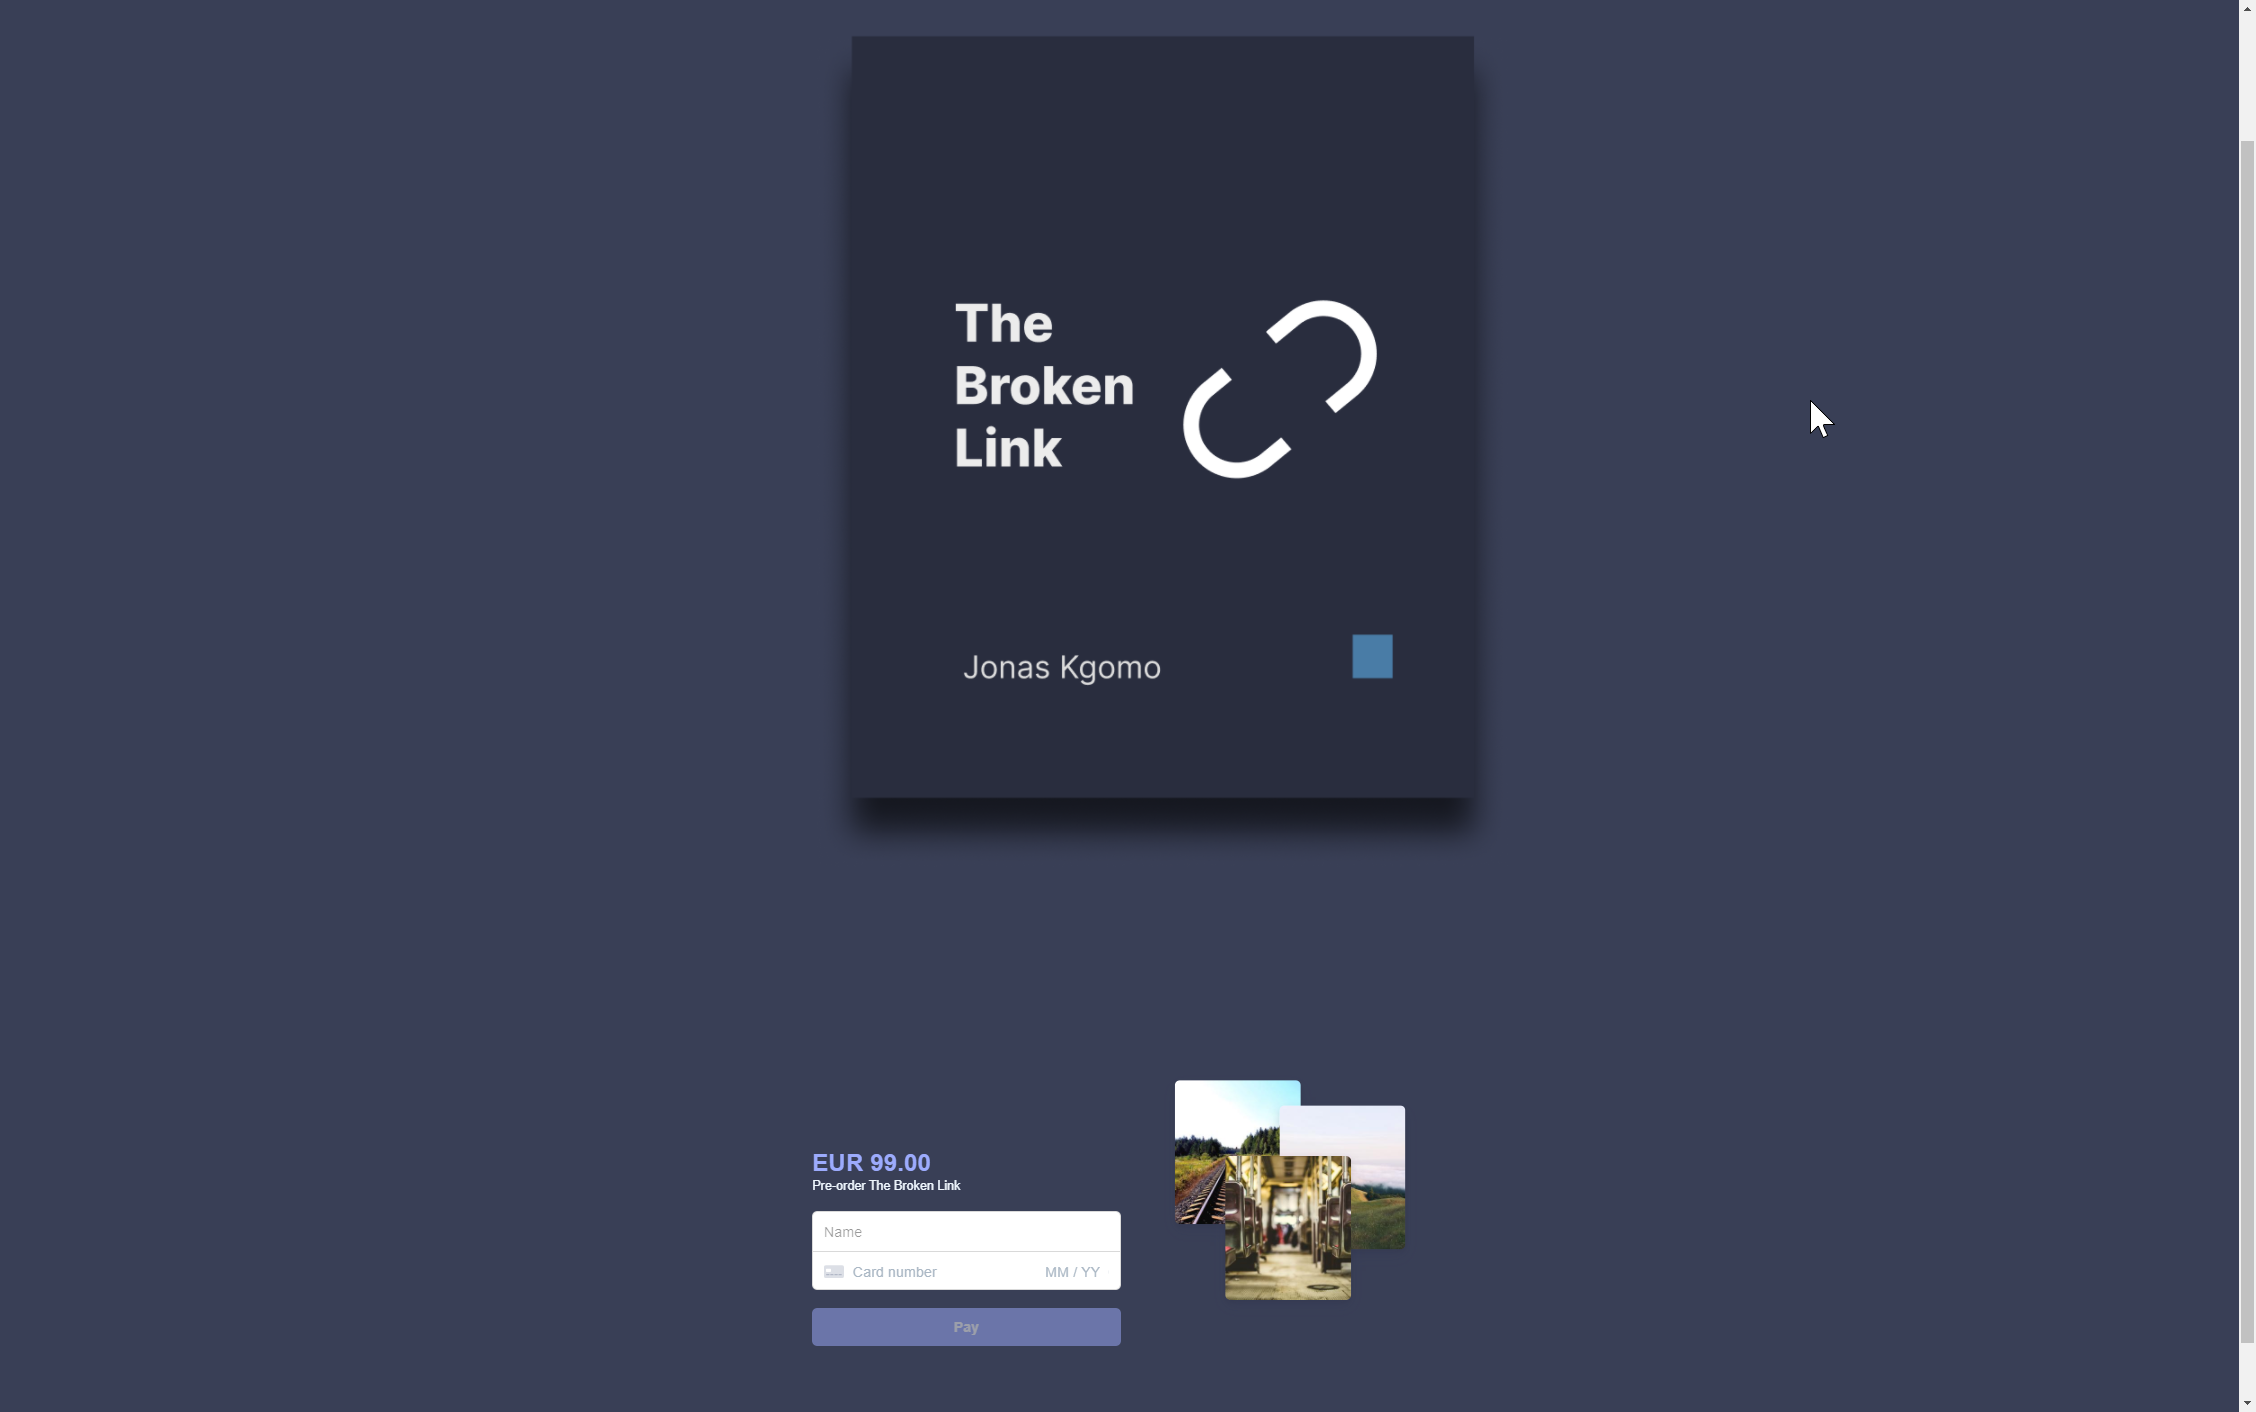 The
Broken
Link
Jonas Kgomo
EUR 99.00
Pre-order The Broken Link
Name
Card number MM / YY
Pay